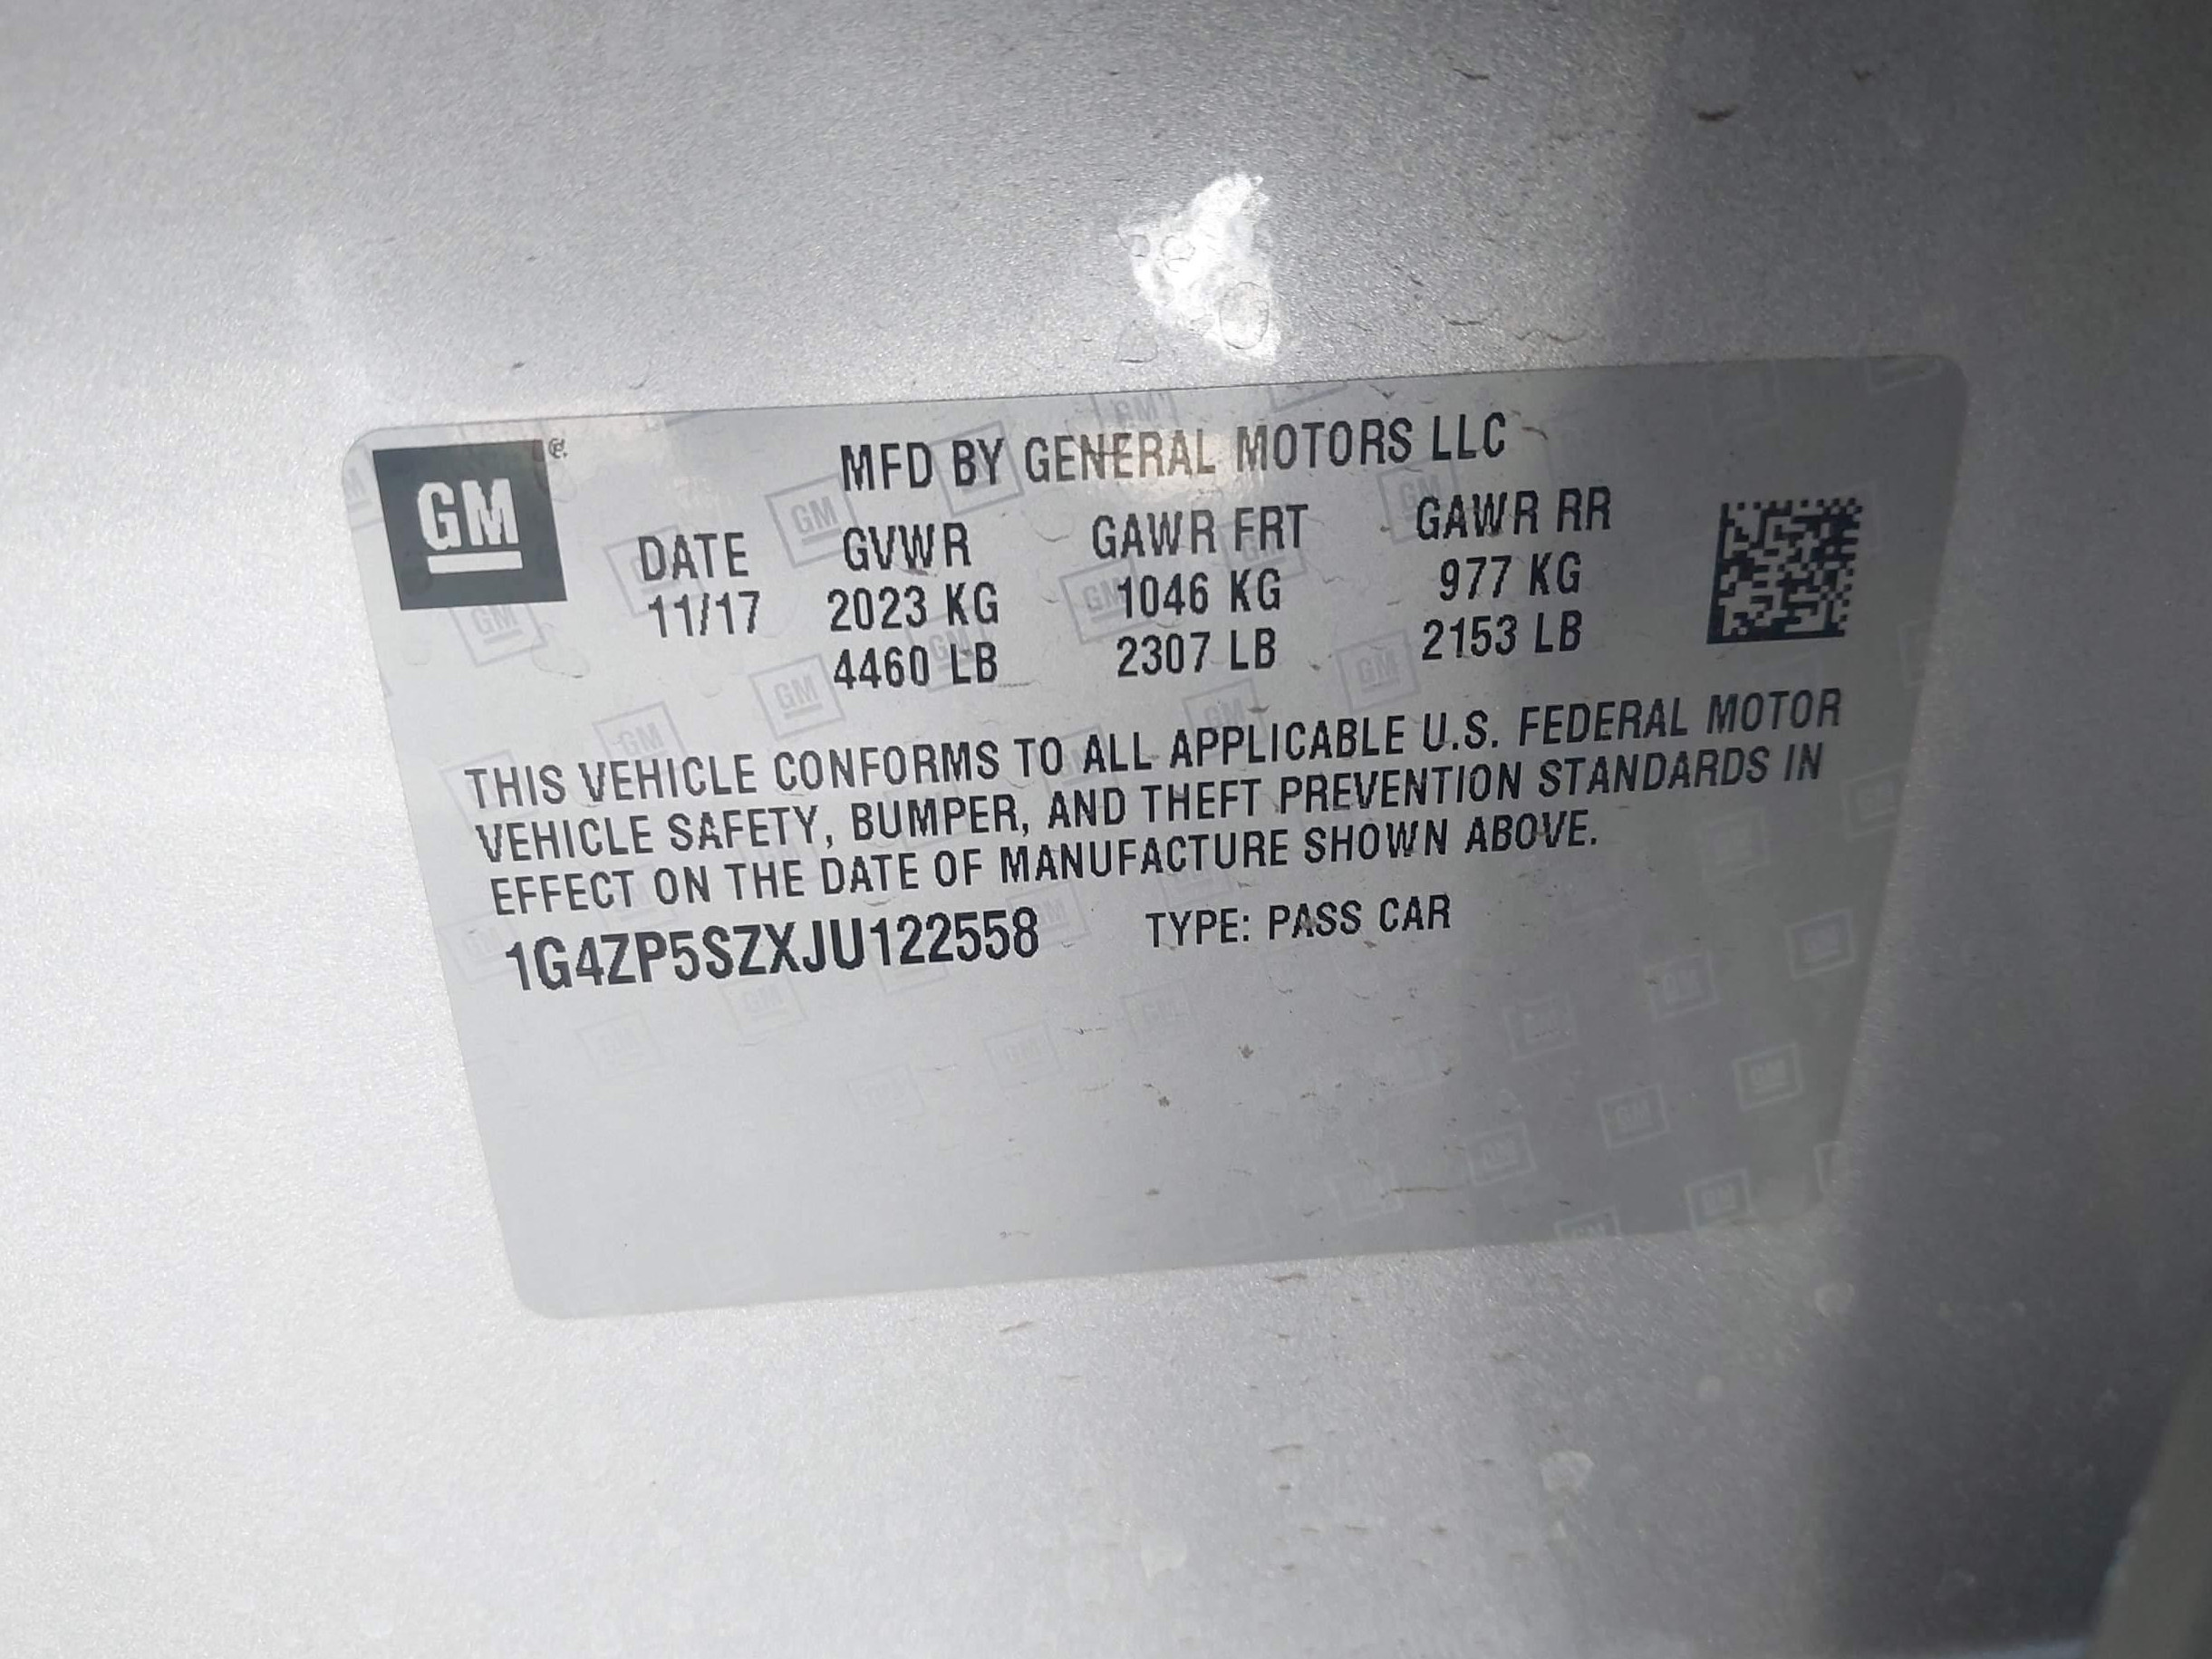 GM
MFD BY GENERAL MOTORS LLC
DATE GVWR GAWR FRT GAWR RR
11/17 2023 KG 1046 KG 977 KG
4460 LB 2307 LB 2153 LB
THIS VEHICLE CONFORMS TO ALL APPLICABLE U.S. FEDERAL MOTOR
VEHICLE SAFETY, BUMPER, AND THEFT PREVENTION STANDARDS IN
EFFECT ON THE DATE OF MANUFACTURE SHOWN ABOVE.
1G4ZP5SZXJU122558 TYPE: PASS CAR